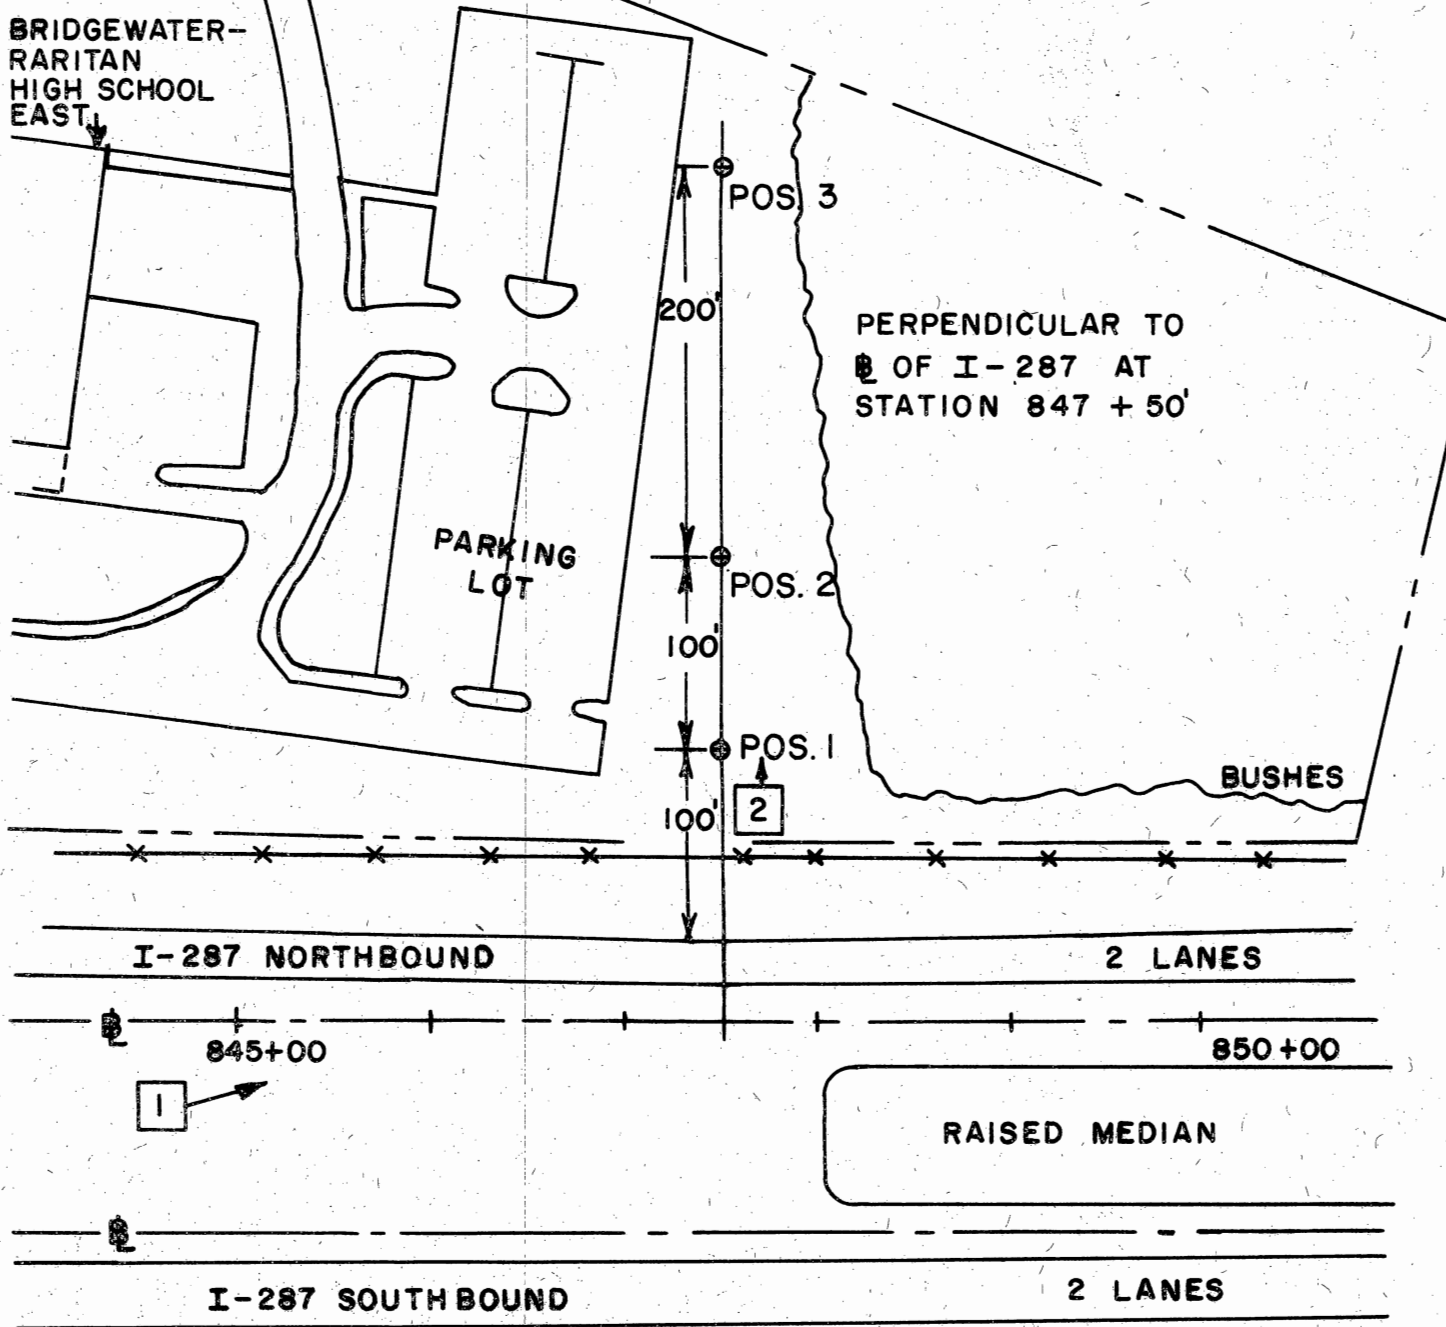 BRIDGEWATER-
RARITAN
HIGH SCHOOL
EAST
POS. 3
200'
PERPENDICULAR TO
℄ OF I-287 AT
STATION 847 + 50'
PARKING
LOT
POS. 2
100'
POS. 1
2
100'
BUSHES
I-287 NORTHBOUND
2 LANES
845+00
850+00
1
RAISED MEDIAN
I-287 SOUTHBOUND
2 LANES